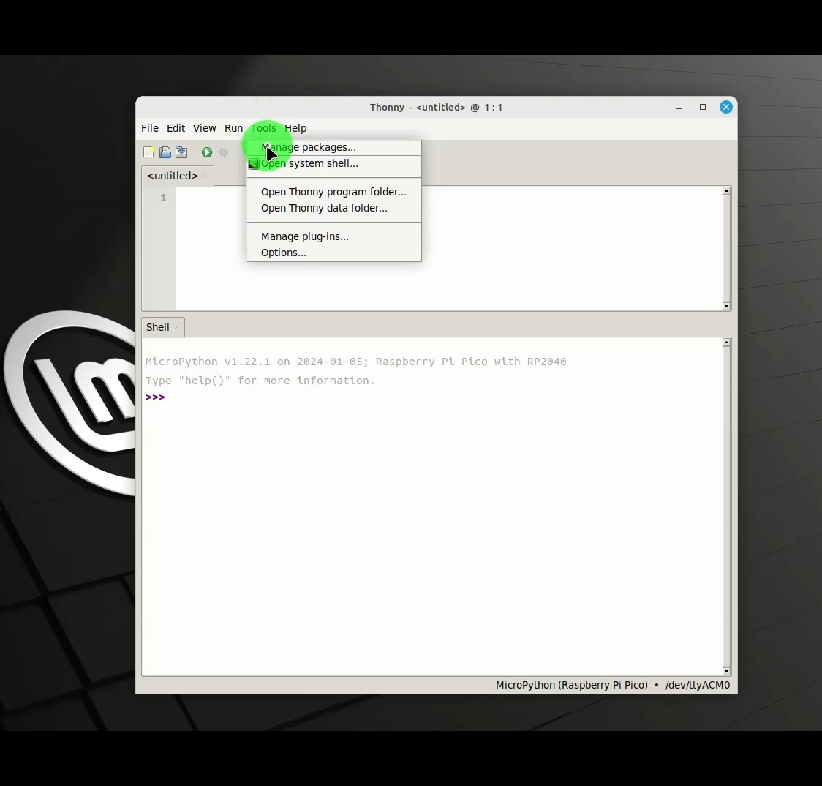 Thonny - <untitled> @ 1:1
File Edit View Run Tools Help
Manage packages...
Open system shell...
<untitled>
Open Thonny program folder...
1
Open Thonny data folder...
Manage plug-ins...
Options...
Shell
MicroPython v1.22.1 on 2024-01-05; Raspberry Pi Pico with RP2040
Type "help()" for more information.
>>>
MicroPython (Raspberry Pi Pico) • /dev/ttyACM0